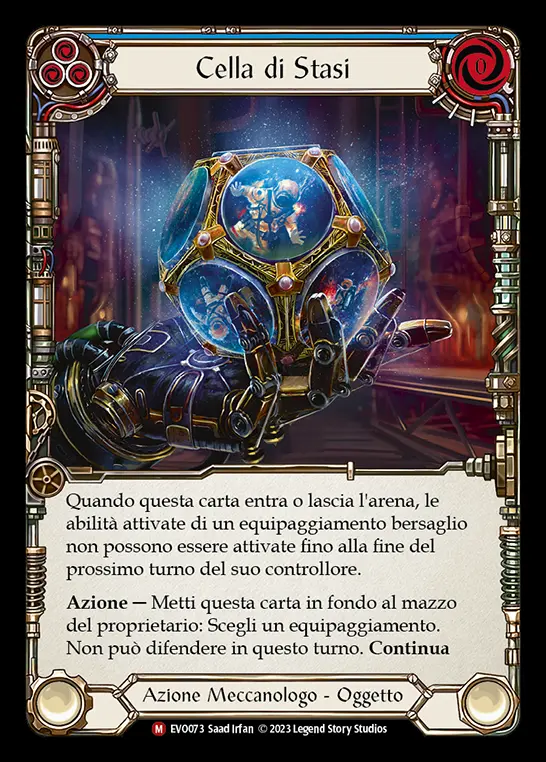 0
Cella di Stasi
Quando questa carta entra o lascia l'arena, le
abilità attivate di un equipaggiamento bersaglio
non possono essere attivate fino alla fine del
prossimo turno del suo controllore.
Azione — Metti questa carta in fondo al mazzo
del proprietario: Scegli un equipaggiamento.
Non può difendere in questo turno. Continua
Azione Meccanologo - Oggetto
M EVO073 Saad Irfan © 2023 Legend Story Studios